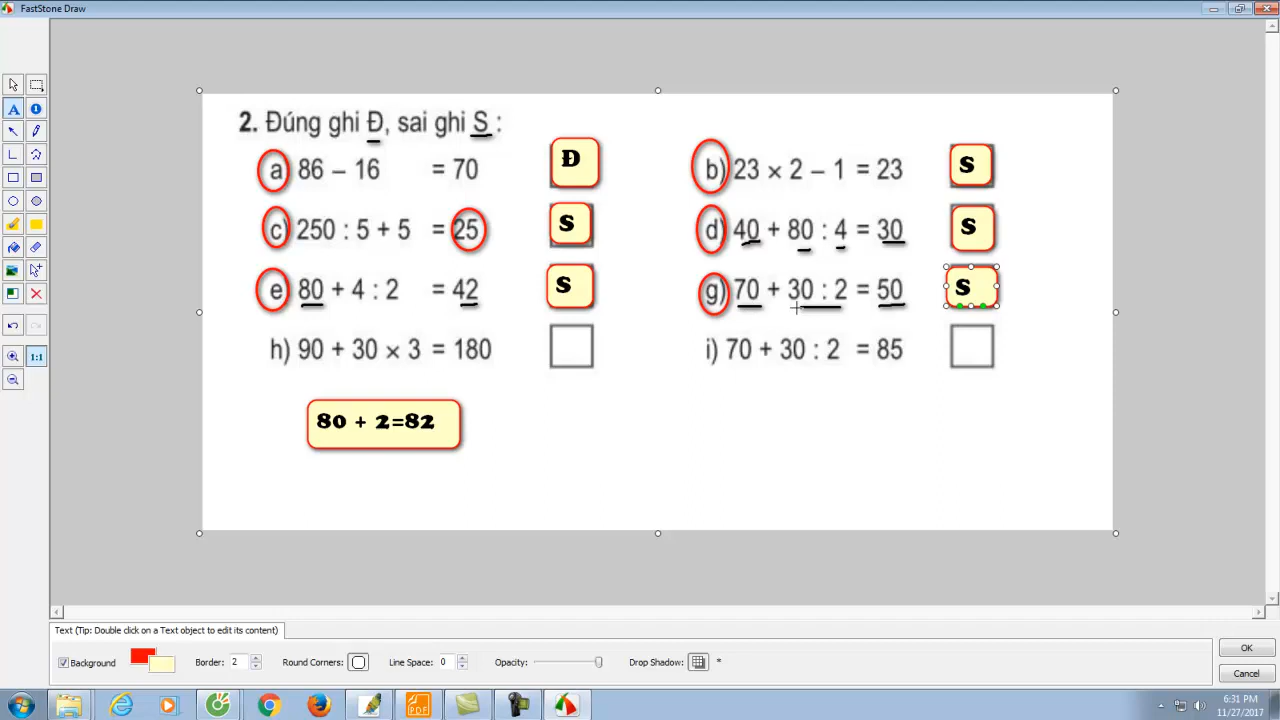 FastStone Draw
2. Đúng ghi Đ, sai ghi S :
a) 86 – 16 = 70 Đ
b) 23 × 2 – 1 = 23 S
c) 250 : 5 + 5 = 25 S
d) 40 + 80 : 4 = 30 S
e) 80 + 4 : 2 = 42 S
g) 70 + 30 : 2 = 50 S
h) 90 + 30 × 3 = 180
i) 70 + 30 : 2 = 85
80 + 2=82
A
1:1
Text (Tip: Double click on a Text object to edit its content)
Background Border: 2 Round Corners: Line Space: 0 Opacity: Drop Shadow: *
OK
Cancel
PDF
6:31 PM
11/27/2017